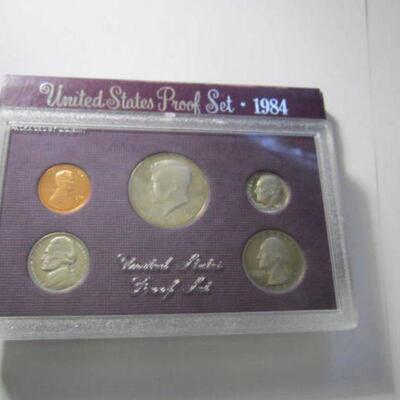 United States Proof Set • 1984
United States
Proof Set